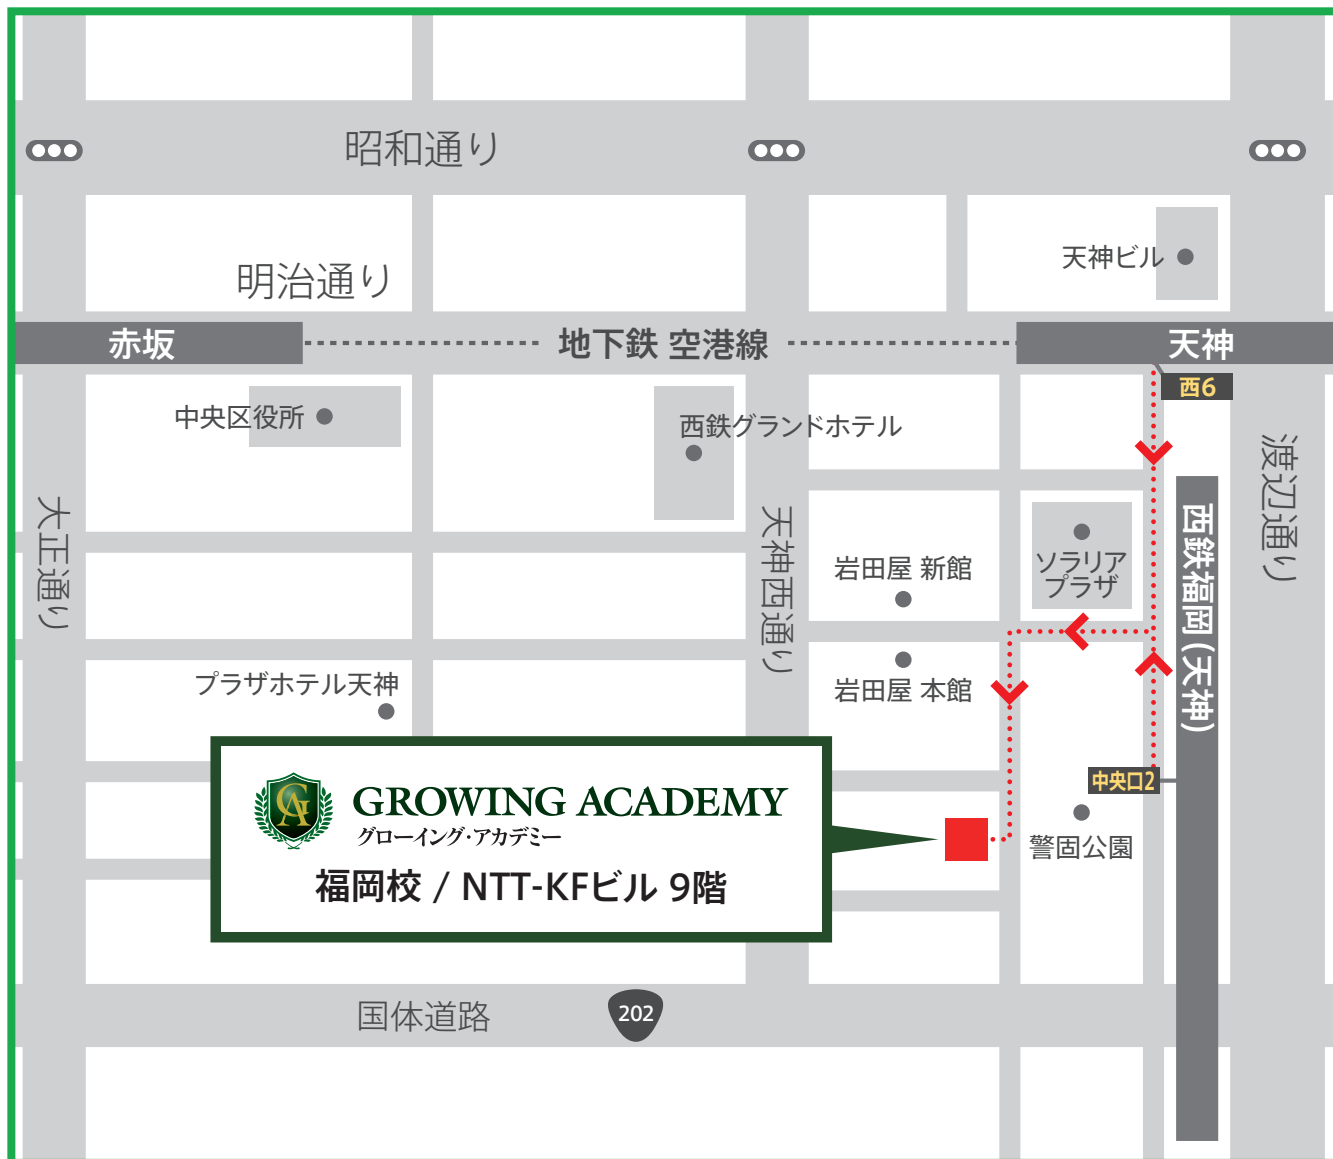 昭和通り
天神ビル
明治通り
赤坂
地下鉄 空港線
天神
西6
中央区役所
西鉄グランドホテル
渡辺通り
大正通り
天神西通り
西鉄福岡(天神)
岩田屋 新館
ソラリア
プラザ
岩田屋 本館
プラザホテル天神
中央口2
GA
GROWING ACADEMY
グローイング・アカデミー
福岡校 / NTT-KFビル 9階
警固公園
国体道路
202